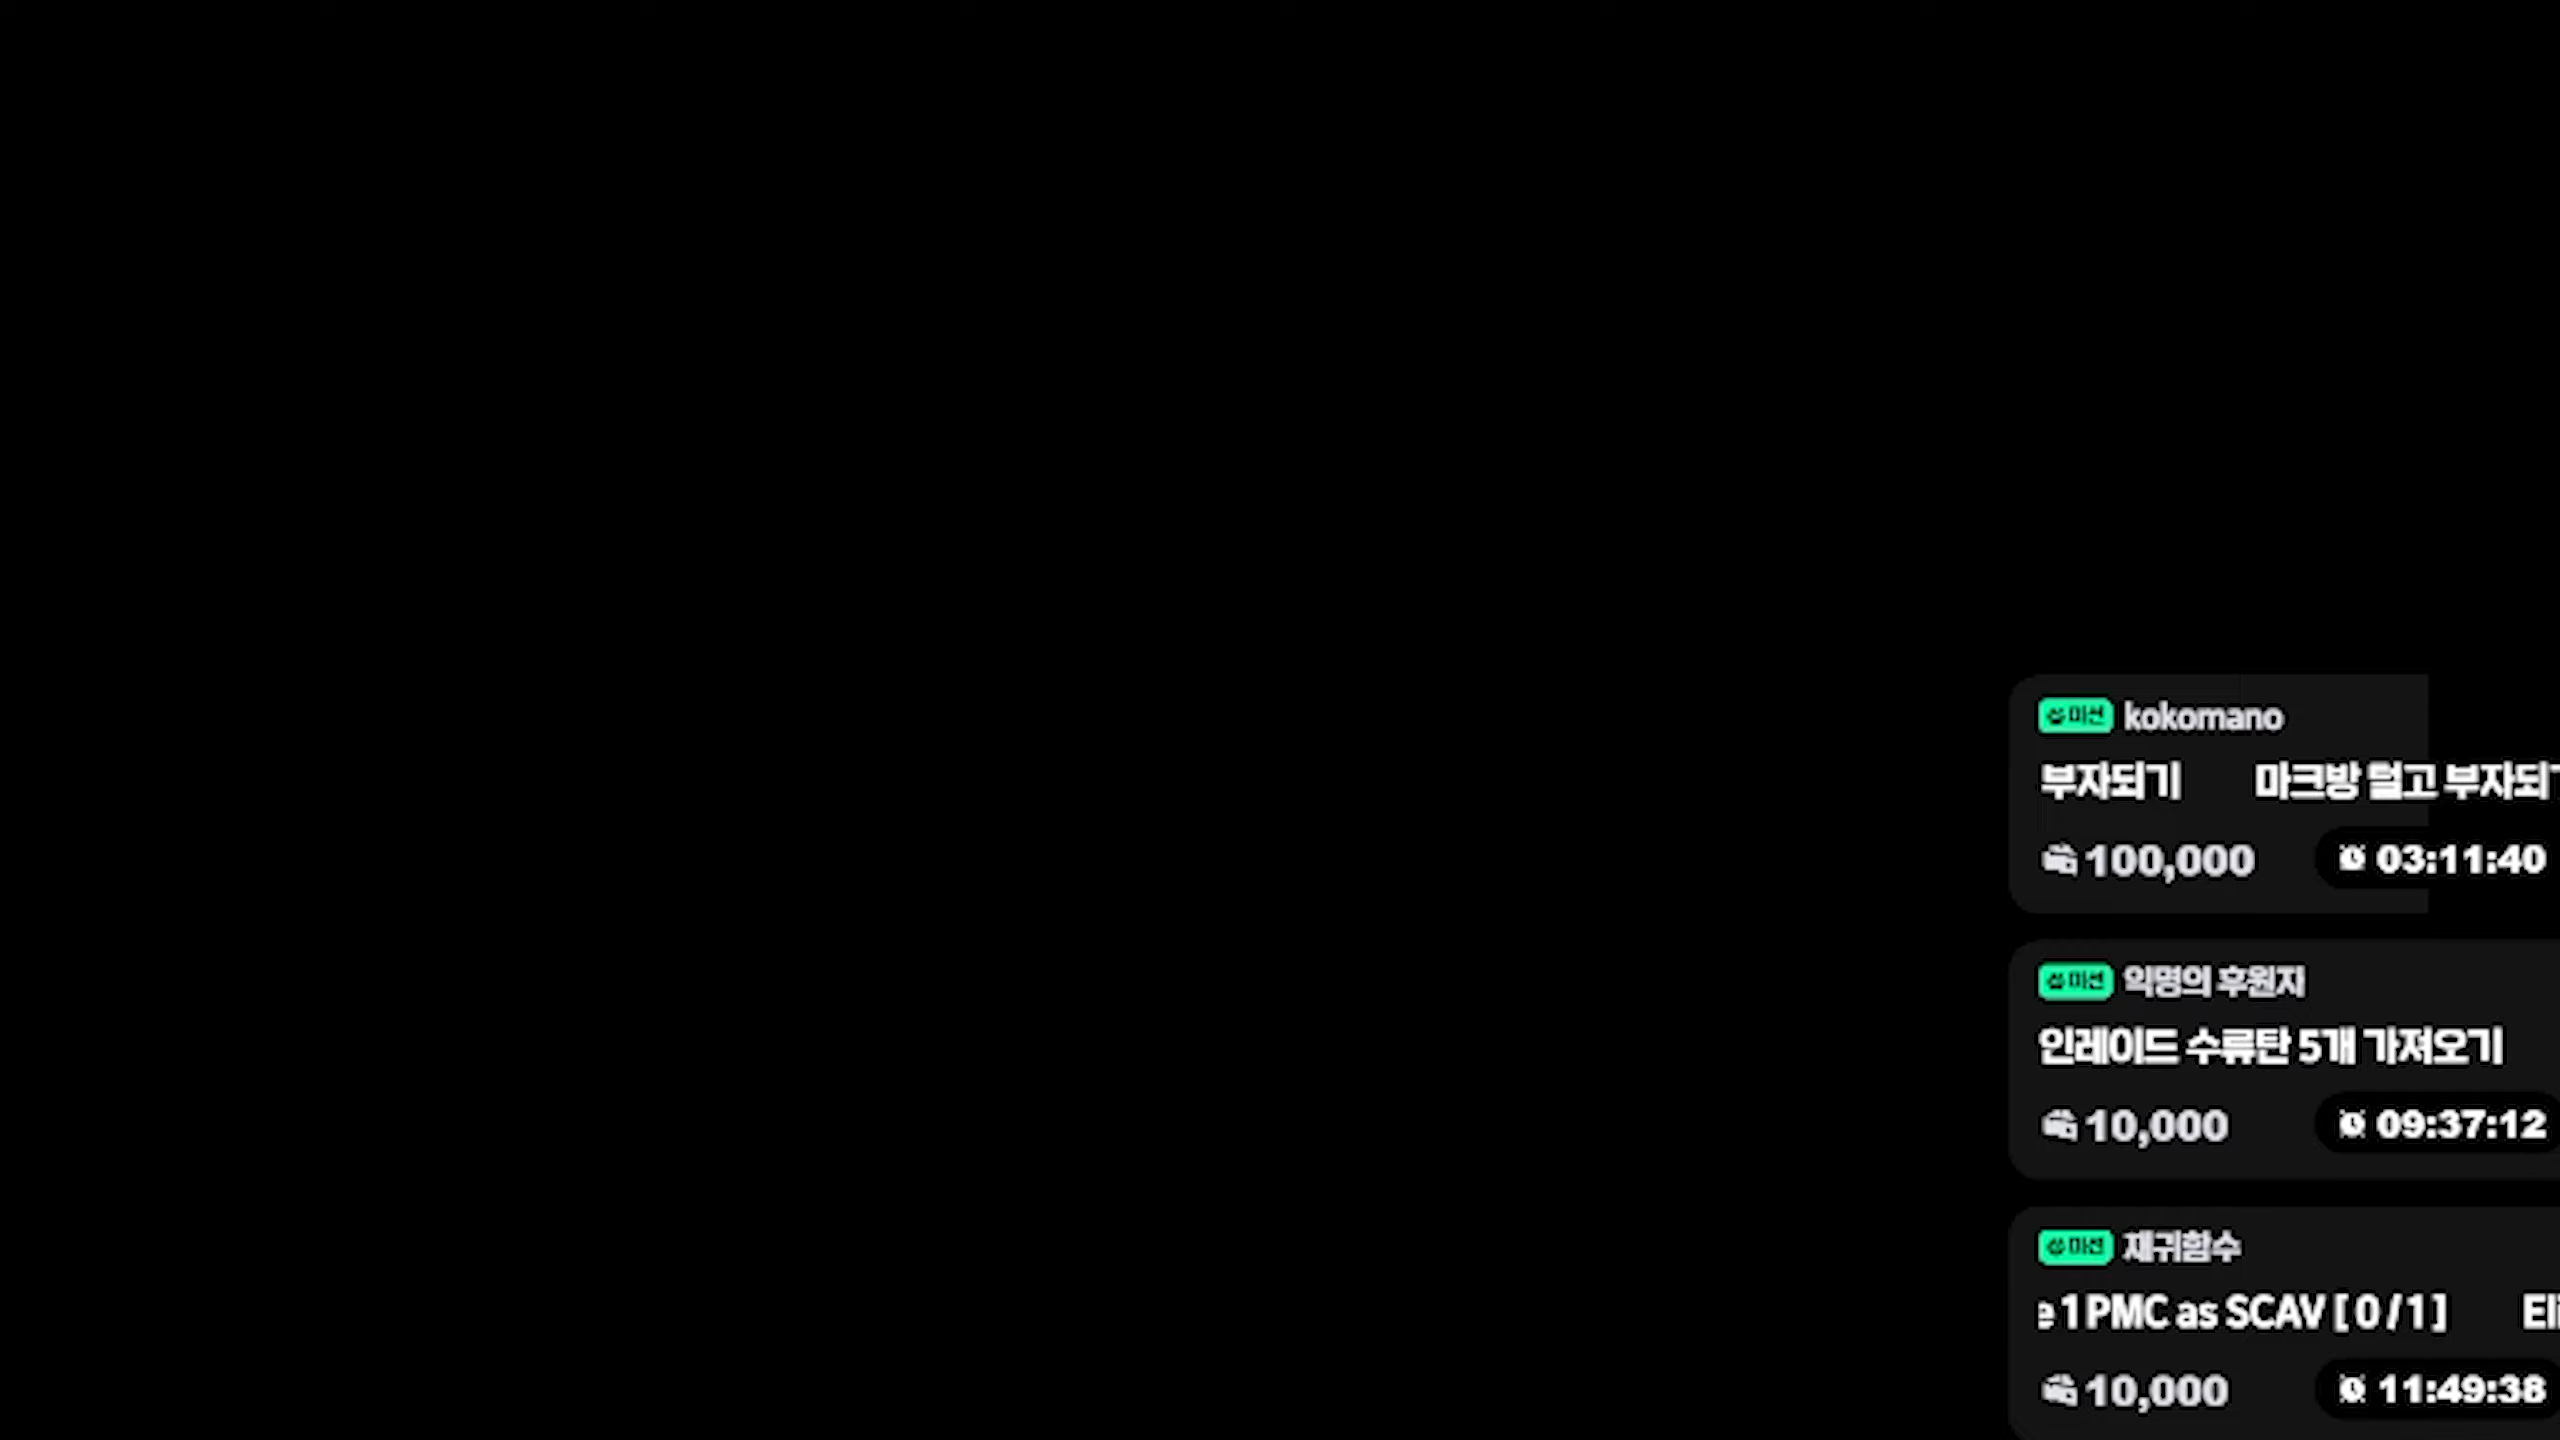 미션 kokomano
부자되기 마크방 털고 부자되
100,000 03:11:40
미션 익명의 후원자
인레이드 수류탄 5개 가져오기
10,000 09:37:12
미션 재귀함수
e 1 PMC as SCAV [ 0 / 1 ] Eli
10,000 11:49:38